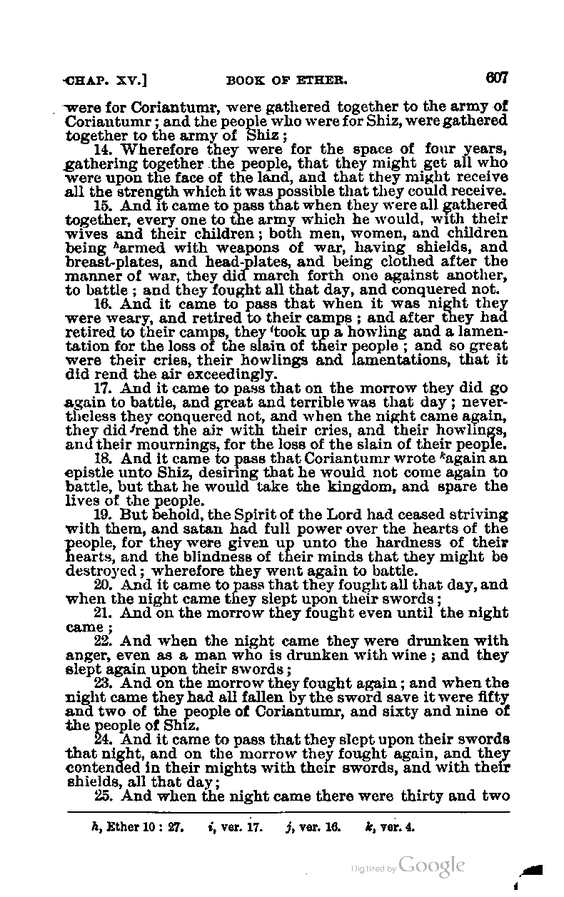 CHAP. XV.] BOOK OF ETHER. 607
were for Coriantumr, were gathered together to the army of
Coriantumr; and the people who were for Shiz, were gathered
together to the army of Shiz;
14. Wherefore they were for the space of four years,
gathering together the people, that they might get all who
were upon the face of the land, and that they might receive
all the strength which it was possible that they could receive.
15. And it came to pass that when they were all gathered
together, every one to the army which he would, with their
wives and their children; both men, women, and children
being ʰarmed with weapons of war, having shields, and
breast-plates, and head-plates, and being clothed after the
manner of war, they did march forth one against another,
to battle; and they fought all that day, and conquered not.
16. And it came to pass that when it was night they
were weary, and retired to their camps; and after they had
retired to their camps, they ⁱtook up a howling and a lamen-
tation for the loss of the slain of their people; and so great
were their cries, their howlings and lamentations, that it
did rend the air exceedingly.
17. And it came to pass that on the morrow they did go
again to battle, and great and terrible was that day; never-
theless they conquered not, and when the night came again,
they did ʲrend the air with their cries, and their howlings,
and their mournings, for the loss of the slain of their people.
18. And it came to pass that Coriantumr wrote ᵏagain an
epistle unto Shiz, desiring that he would not come again to
battle, but that he would take the kingdom, and spare the
lives of the people.
19. But behold, the Spirit of the Lord had ceased striving
with them, and satan had full power over the hearts of the
people, for they were given up unto the hardness of their
hearts, and the blindness of their minds that they might be
destroyed; wherefore they went again to battle.
20. And it came to pass that they fought all that day, and
when the night came they slept upon their swords;
21. And on the morrow they fought even until the night
came;
22. And when the night came they were drunken with
anger, even as a man who is drunken with wine; and they
slept again upon their swords;
23. And on the morrow they fought again; and when the
night came they had all fallen by the sword save it were fifty
and two of the people of Coriantumr, and sixty and nine of
the people of Shiz.
24. And it came to pass that they slept upon their swords
that night, and on the morrow they fought again, and they
contended in their mights with their swords, and with their
shields, all that day;
25. And when the night came there were thirty and two
h, Ether 10: 27. i, ver. 17. j, ver. 16. k, ver. 4.
Digitized by Google